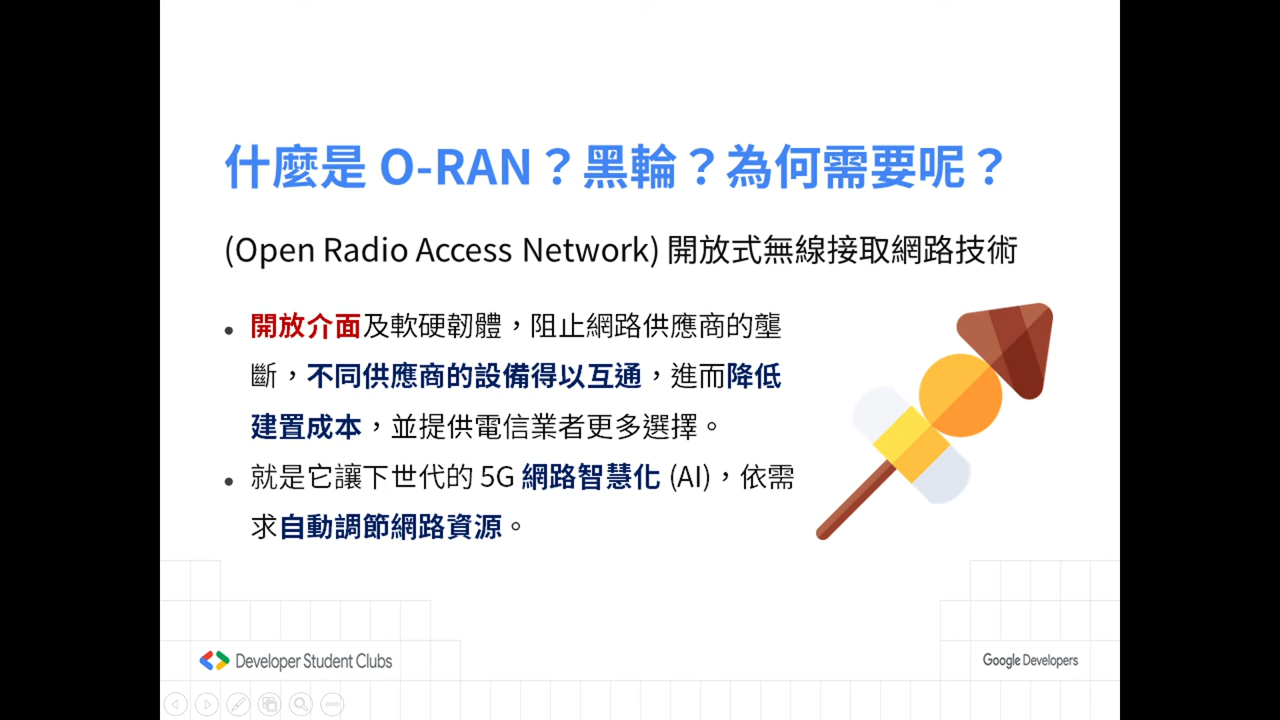 什麼是 O-RAN？黑輪？為何需要呢？
(Open Radio Access Network) 開放式無線接取網路技術
• 開放介面及軟硬韌體，阻止網路供應商的壟
斷，不同供應商的設備得以互通，進而降低
建置成本，並提供電信業者更多選擇。
• 就是它讓下世代的 5G 網路智慧化 (AI)，依需
求自動調節網路資源。
Developer Student Clubs
Google Developers